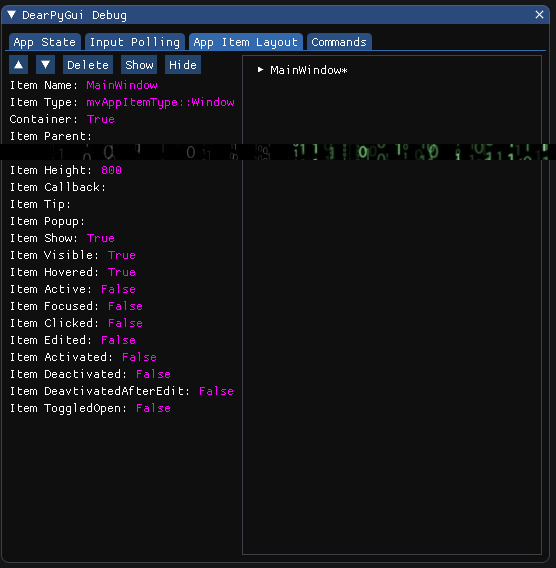 DearPyGui Debug
App State Input Polling App Item Layout Commands
Delete Show Hide
MainWindow*
Item Name: MainWindow
Item Type: mvAppItemType::Window
Container: True
Item Parent:
Item Height: 800
Item Callback:
Item Tip:
Item Popup:
Item Show: True
Item Visible: True
Item Hovered: True
Item Active: False
Item Focused: False
Item Clicked: False
Item Edited: False
Item Activated: False
Item Deactivated: False
Item DeavtivatedAfterEdit: False
Item ToggledOpen: False